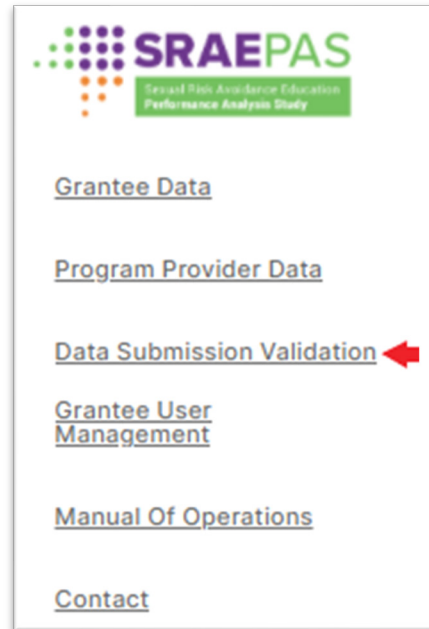 SRAEPAS
Sexual Risk Avoidance Education
Performance Analysis Study
Grantee Data
Program Provider Data
Data Submission Validation
Grantee User
Management
Manual Of Operations
Contact